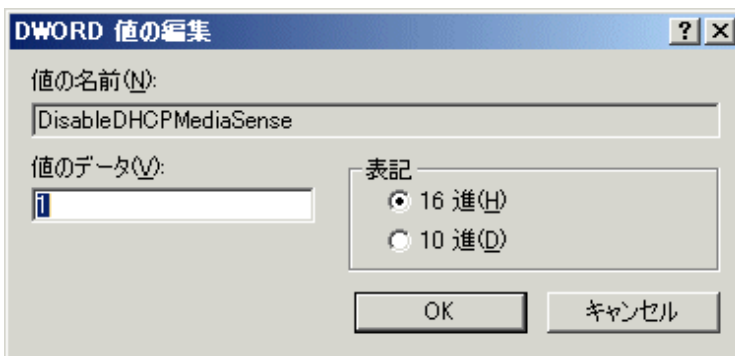 DWORD 値の編集
値の名前(N):
DisableDHCPMediaSense
値のデータ(V):
1
表記
16 進(H)
10 進(D)
OK
キャンセル